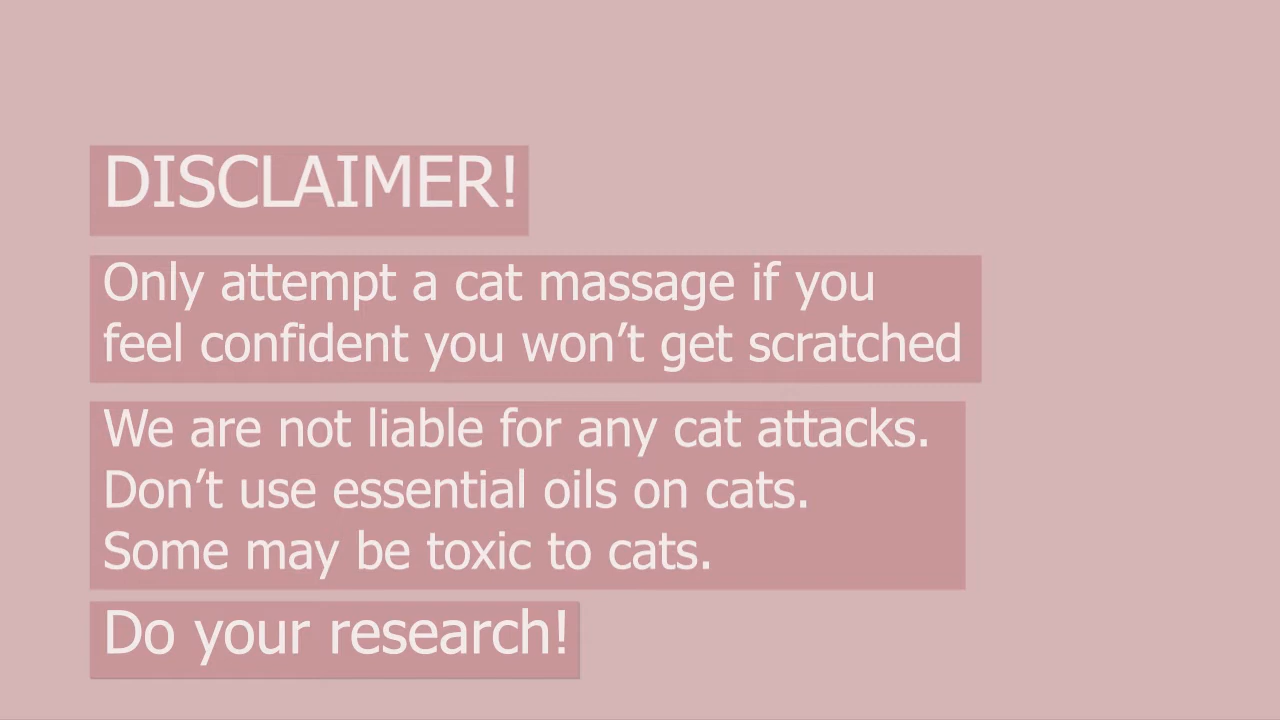 DISCLAIMER!
Only attempt a cat massage if you
feel confident you won’t get scratched
We are not liable for any cat attacks.
Don’t use essential oils on cats.
Some may be toxic to cats.
Do your research!